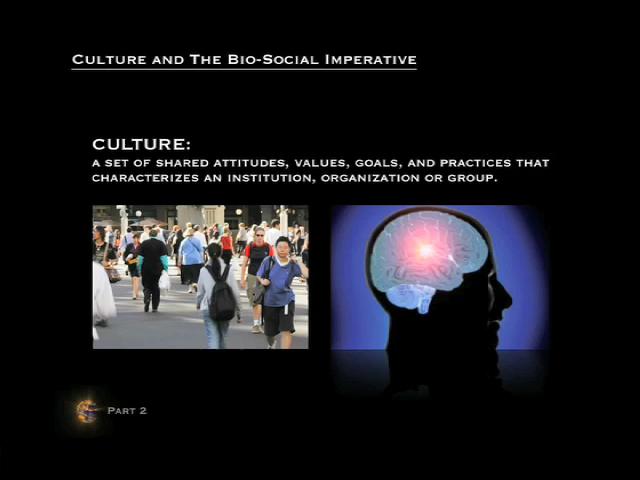 Culture and The Bio-Social Imperative
CULTURE:
A SET OF SHARED ATTITUDES, VALUES, GOALS, AND PRACTICES THAT
CHARACTERIZES AN INSTITUTION, ORGANIZATION OR GROUP.
Part 2